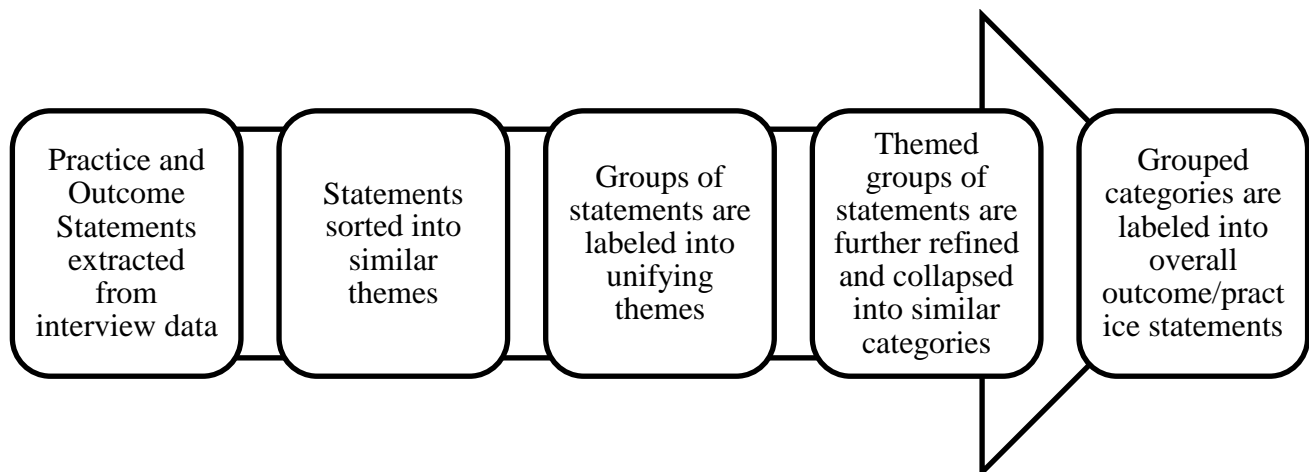 Practice and
Outcome
Statements
extracted
from
interview data
Statements
sorted into
similar
themes
Groups of
statements are
labeled into
unifying
themes
Themed
groups of
statements are
further refined
and collapsed
into similar
categories
Grouped
categories are
labeled into
overall
outcome/pract
ice statements